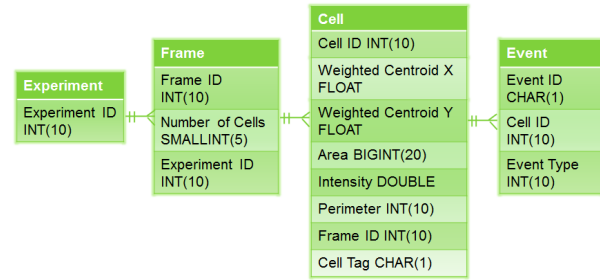 Experiment
Experiment ID
INT(10)
Frame
Frame ID
INT(10)
Number of Cells
SMALLINT(5)
Experiment ID
INT(10)
Cell
Cell ID INT(10)
Weighted Centroid X
FLOAT
Weighted Centroid Y
FLOAT
Area BIGINT(20)
Intensity DOUBLE
Perimeter INT(10)
Frame ID INT(10)
Cell Tag CHAR(1)
Event
Event ID
CHAR(1)
Cell ID
INT(10)
Event Type
INT(10)